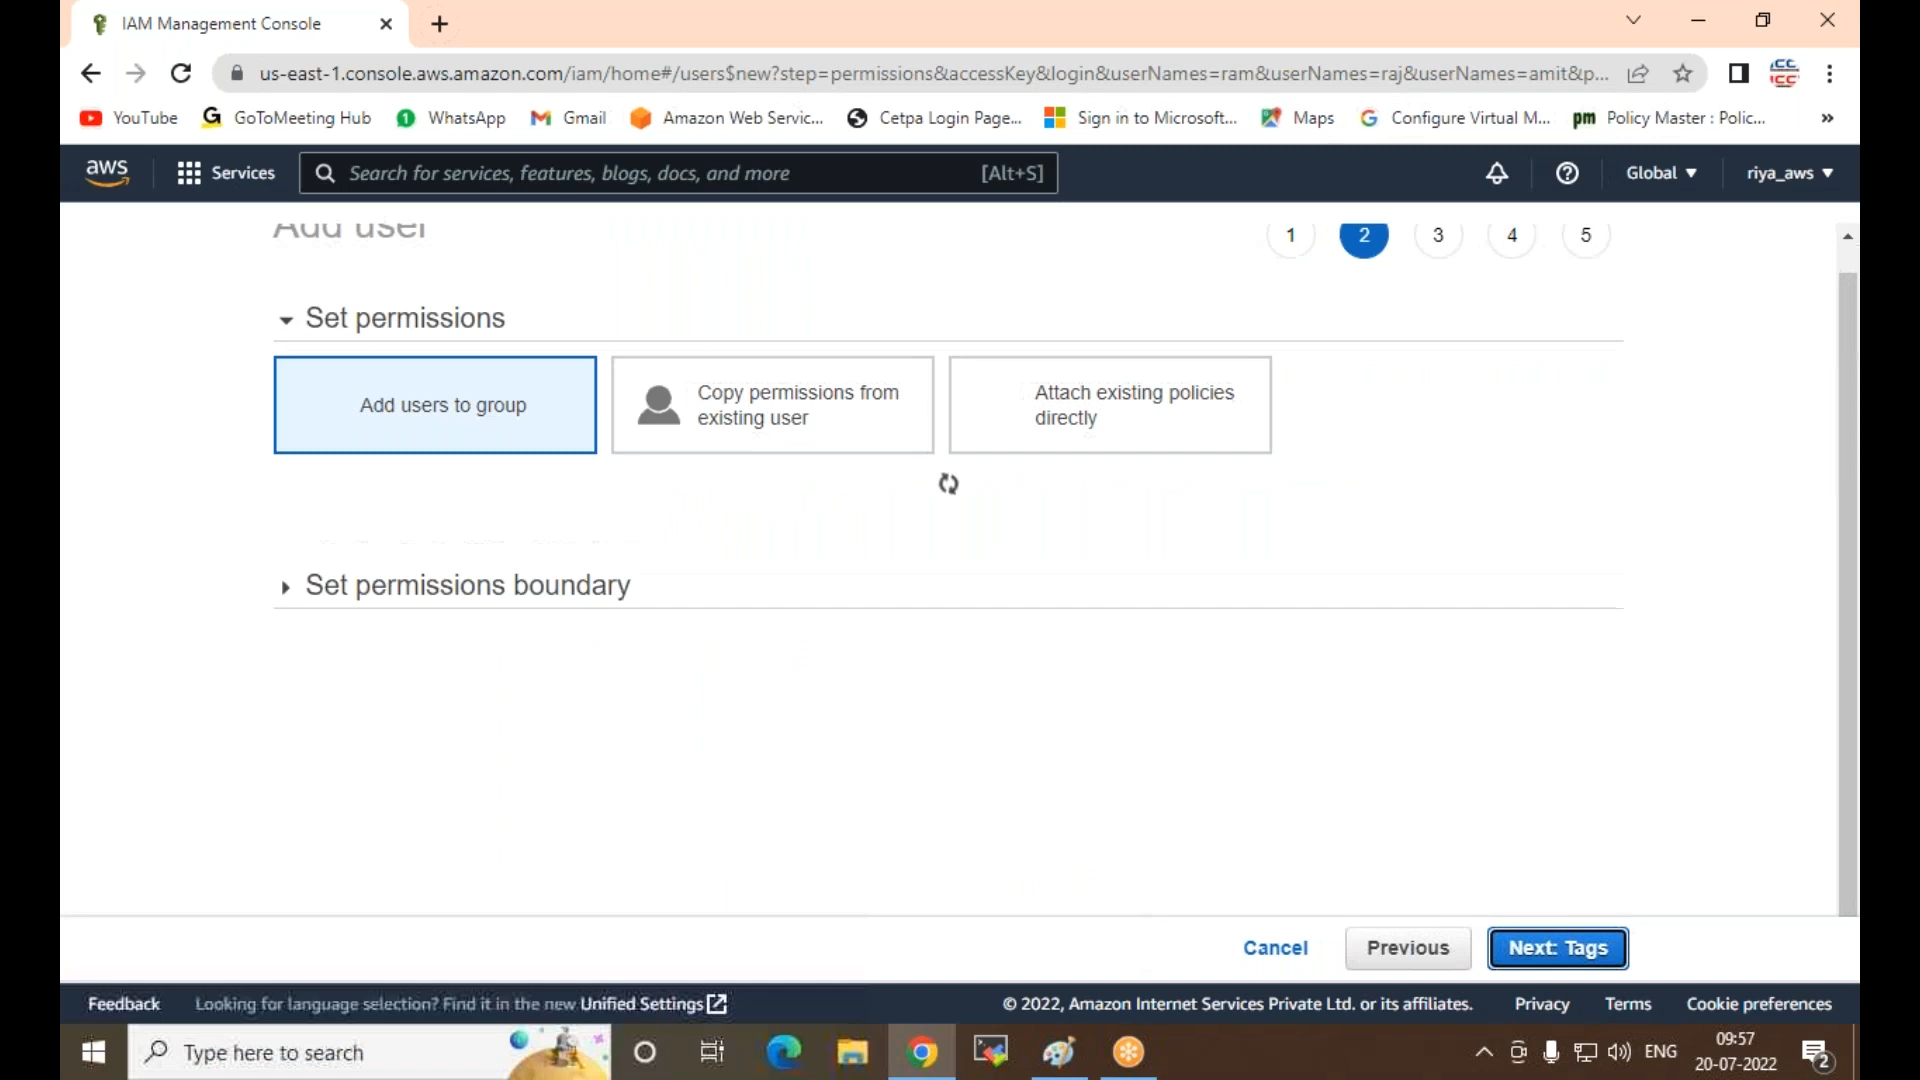 IAM Management Console
us-east-1.console.aws.amazon.com/iam/home#/users$new?step=permissions&accessKey&login&userNames=ram&userNames=raj&userNames=amit&p...
YouTube GoToMeeting Hub WhatsApp Gmail Amazon Web Servic... Cetpa Login Page... Sign in to Microsoft... Maps Configure Virtual M... pm Policy Master : Polic... »
aws Services Search for services, features, blogs, docs, and more [Alt+S] Global riya_aws
Add user 1 2 3 4 5
Set permissions
Add users to group
Copy permissions from
existing user
Attach existing policies
directly
Set permissions boundary
Cancel Previous Next: Tags
Feedback Looking for language selection? Find it in the new Unified Settings © 2022, Amazon Internet Services Private Ltd. or its affiliates. Privacy Terms Cookie preferences
Type here to search ENG 09:57
20-07-2022 2